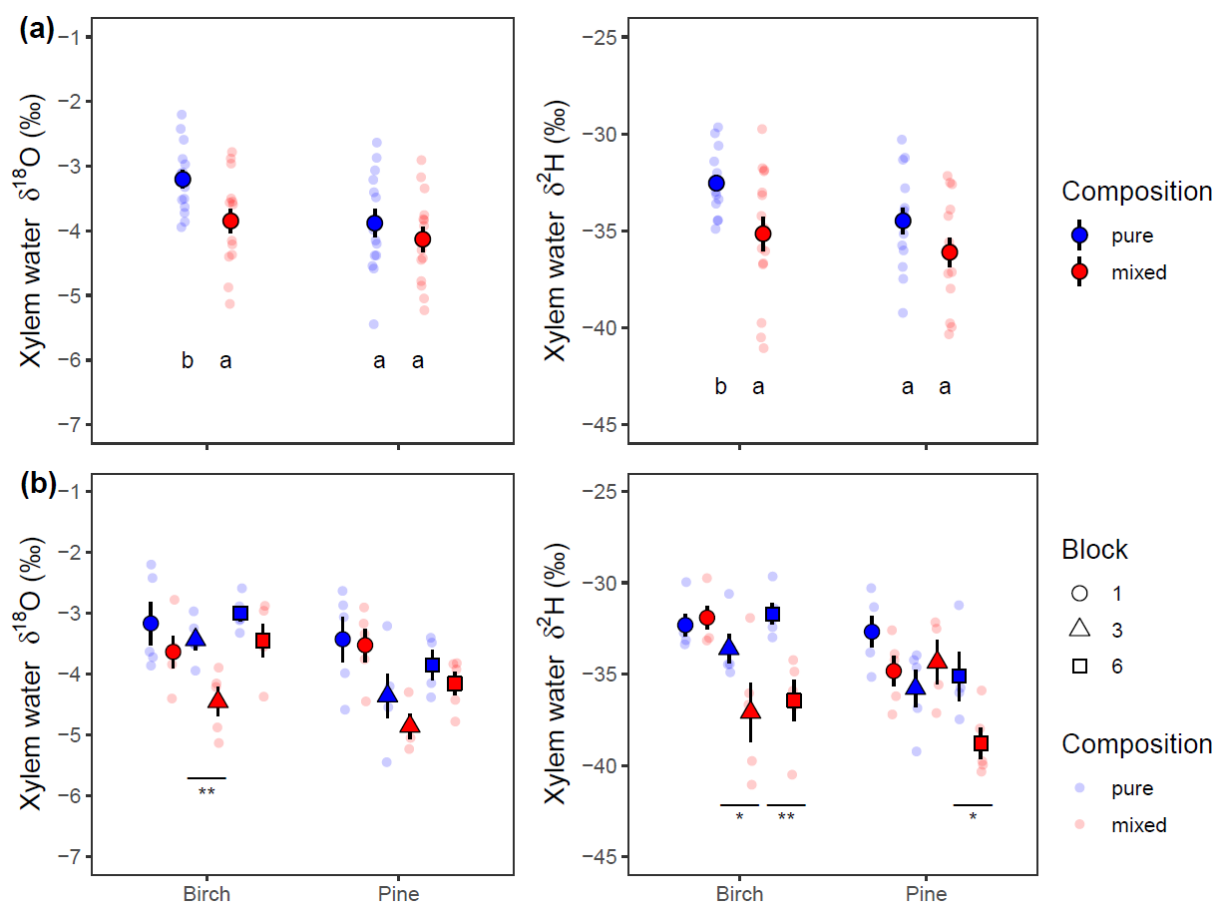 (a)
Xylem water δ18O (‰)
−1
−2
−3
−4
−5
−6
−7
b a a a
Xylem water δ2H (‰)
−25
−30
−35
−40
−45
b a a a
Composition
pure
mixed
(b)
Xylem water δ18O (‰)
−1
−2
−3
−4
−5
−6
−7
**
Birch Pine
Xylem water δ2H (‰)
−25
−30
−35
−40
−45
* ** *
Birch Pine
Block
1
3
6
Composition
pure
mixed